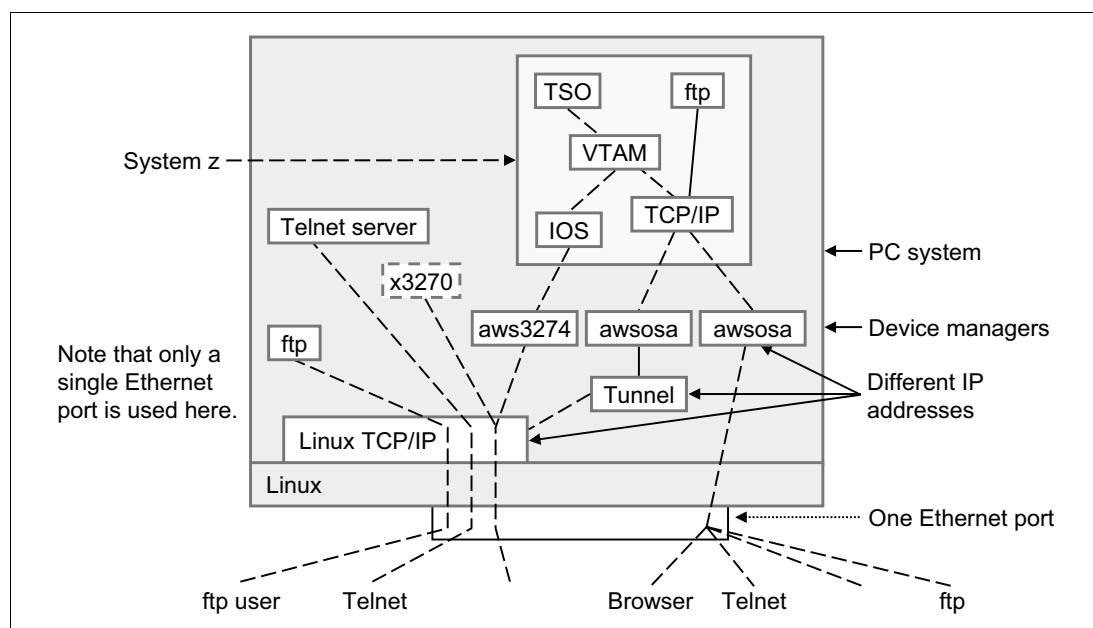 TSO
ftp
VTAM
System z
TCP/IP
IOS
Telnet server
x3270
PC system
aws3274
awsosa
awsosa
Device managers
ftp
Note that only a
single Ethernet
port is used here.
Tunnel
Different IP
addresses
Linux TCP/IP
Linux
One Ethernet port
ftp user
Telnet
Browser
Telnet
ftp